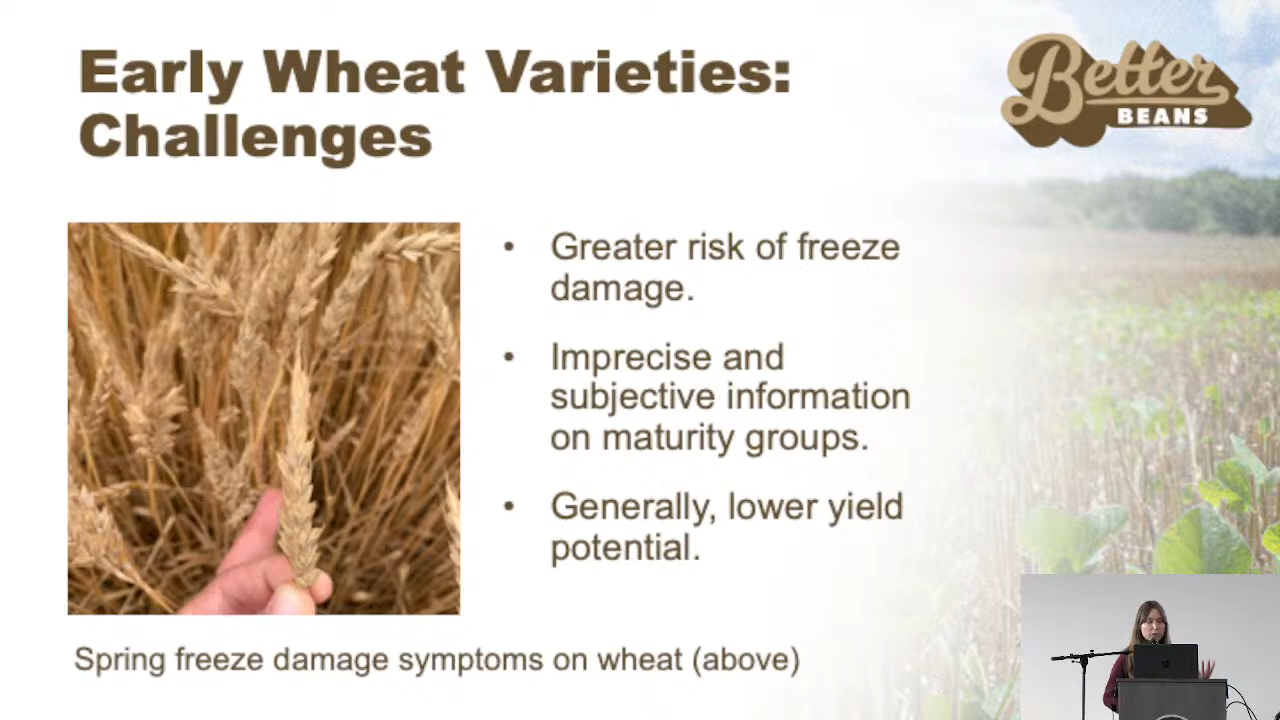 Early Wheat Varieties:
Challenges
Better
BEANS
• Greater risk of freeze
damage.
• Imprecise and
subjective information
on maturity groups.
• Generally, lower yield
potential.
Spring freeze damage symptoms on wheat (above)